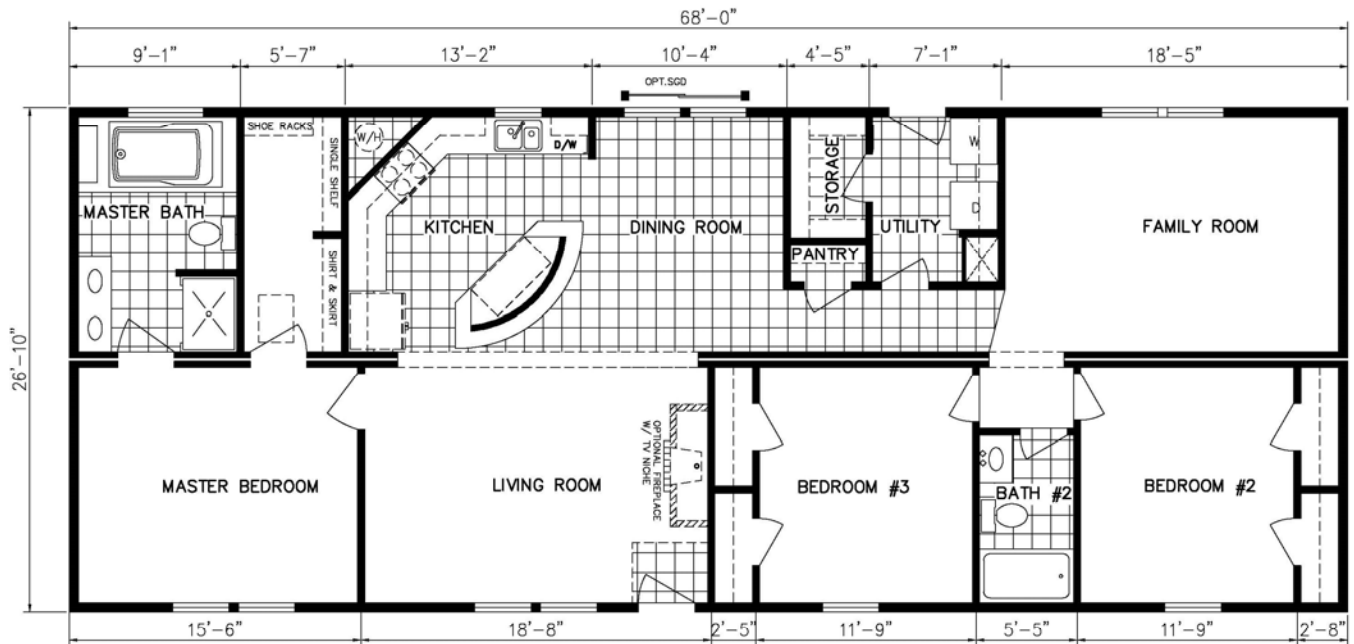 68'-0"
9'-1" 5'-7" 13'-2" 10'-4" 4'-5" 7'-1" 18'-5"
OPT.SGD
SHOE RACKS
SINGLE SHELF
SHIRT & SKIRT
W/H
D/W
MASTER BATH
KITCHEN
DINING ROOM
STORAGE
PANTRY
UTILITY
W
D
FAMILY ROOM
R
26'-10"
MASTER BEDROOM
LIVING ROOM
OPTIONAL FIREPLACE
W/ TV NICHE
BEDROOM #3
BATH #2
BEDROOM #2
15'-6" 18'-8" 2'-5" 11'-9" 5'-5" 11'-9" 2'-8"